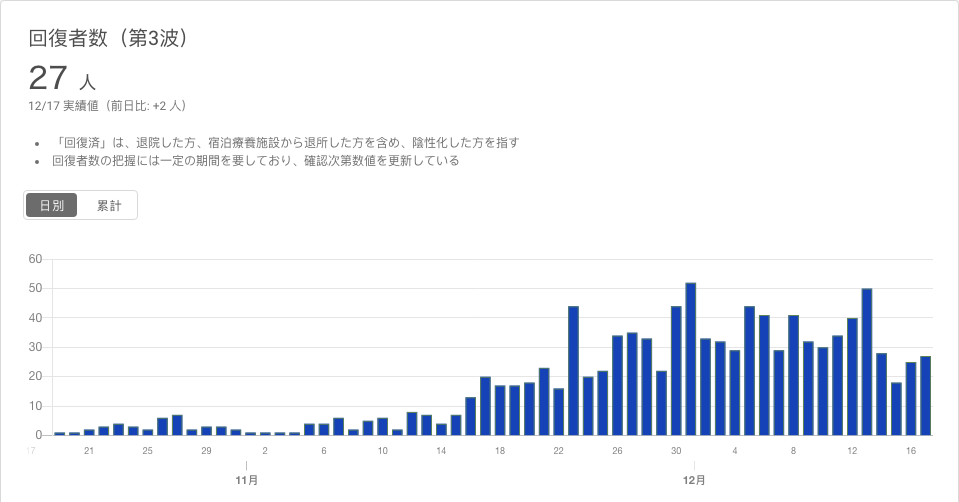 回復者数（第3波）
27 人
12/17 実績値（前日比: +2 人）
• 「回復済」は、退院した方、宿泊療養施設から退所した方を含め、陰性化した方を指す
• 回復者数の把握には一定の期間を要しており、確認次第数値を更新している
日別 累計
60
50
40
30
20
10
0
17 21 25 29 2 6 10 14 18 22 26 30 4 8 12 16
11月 12月